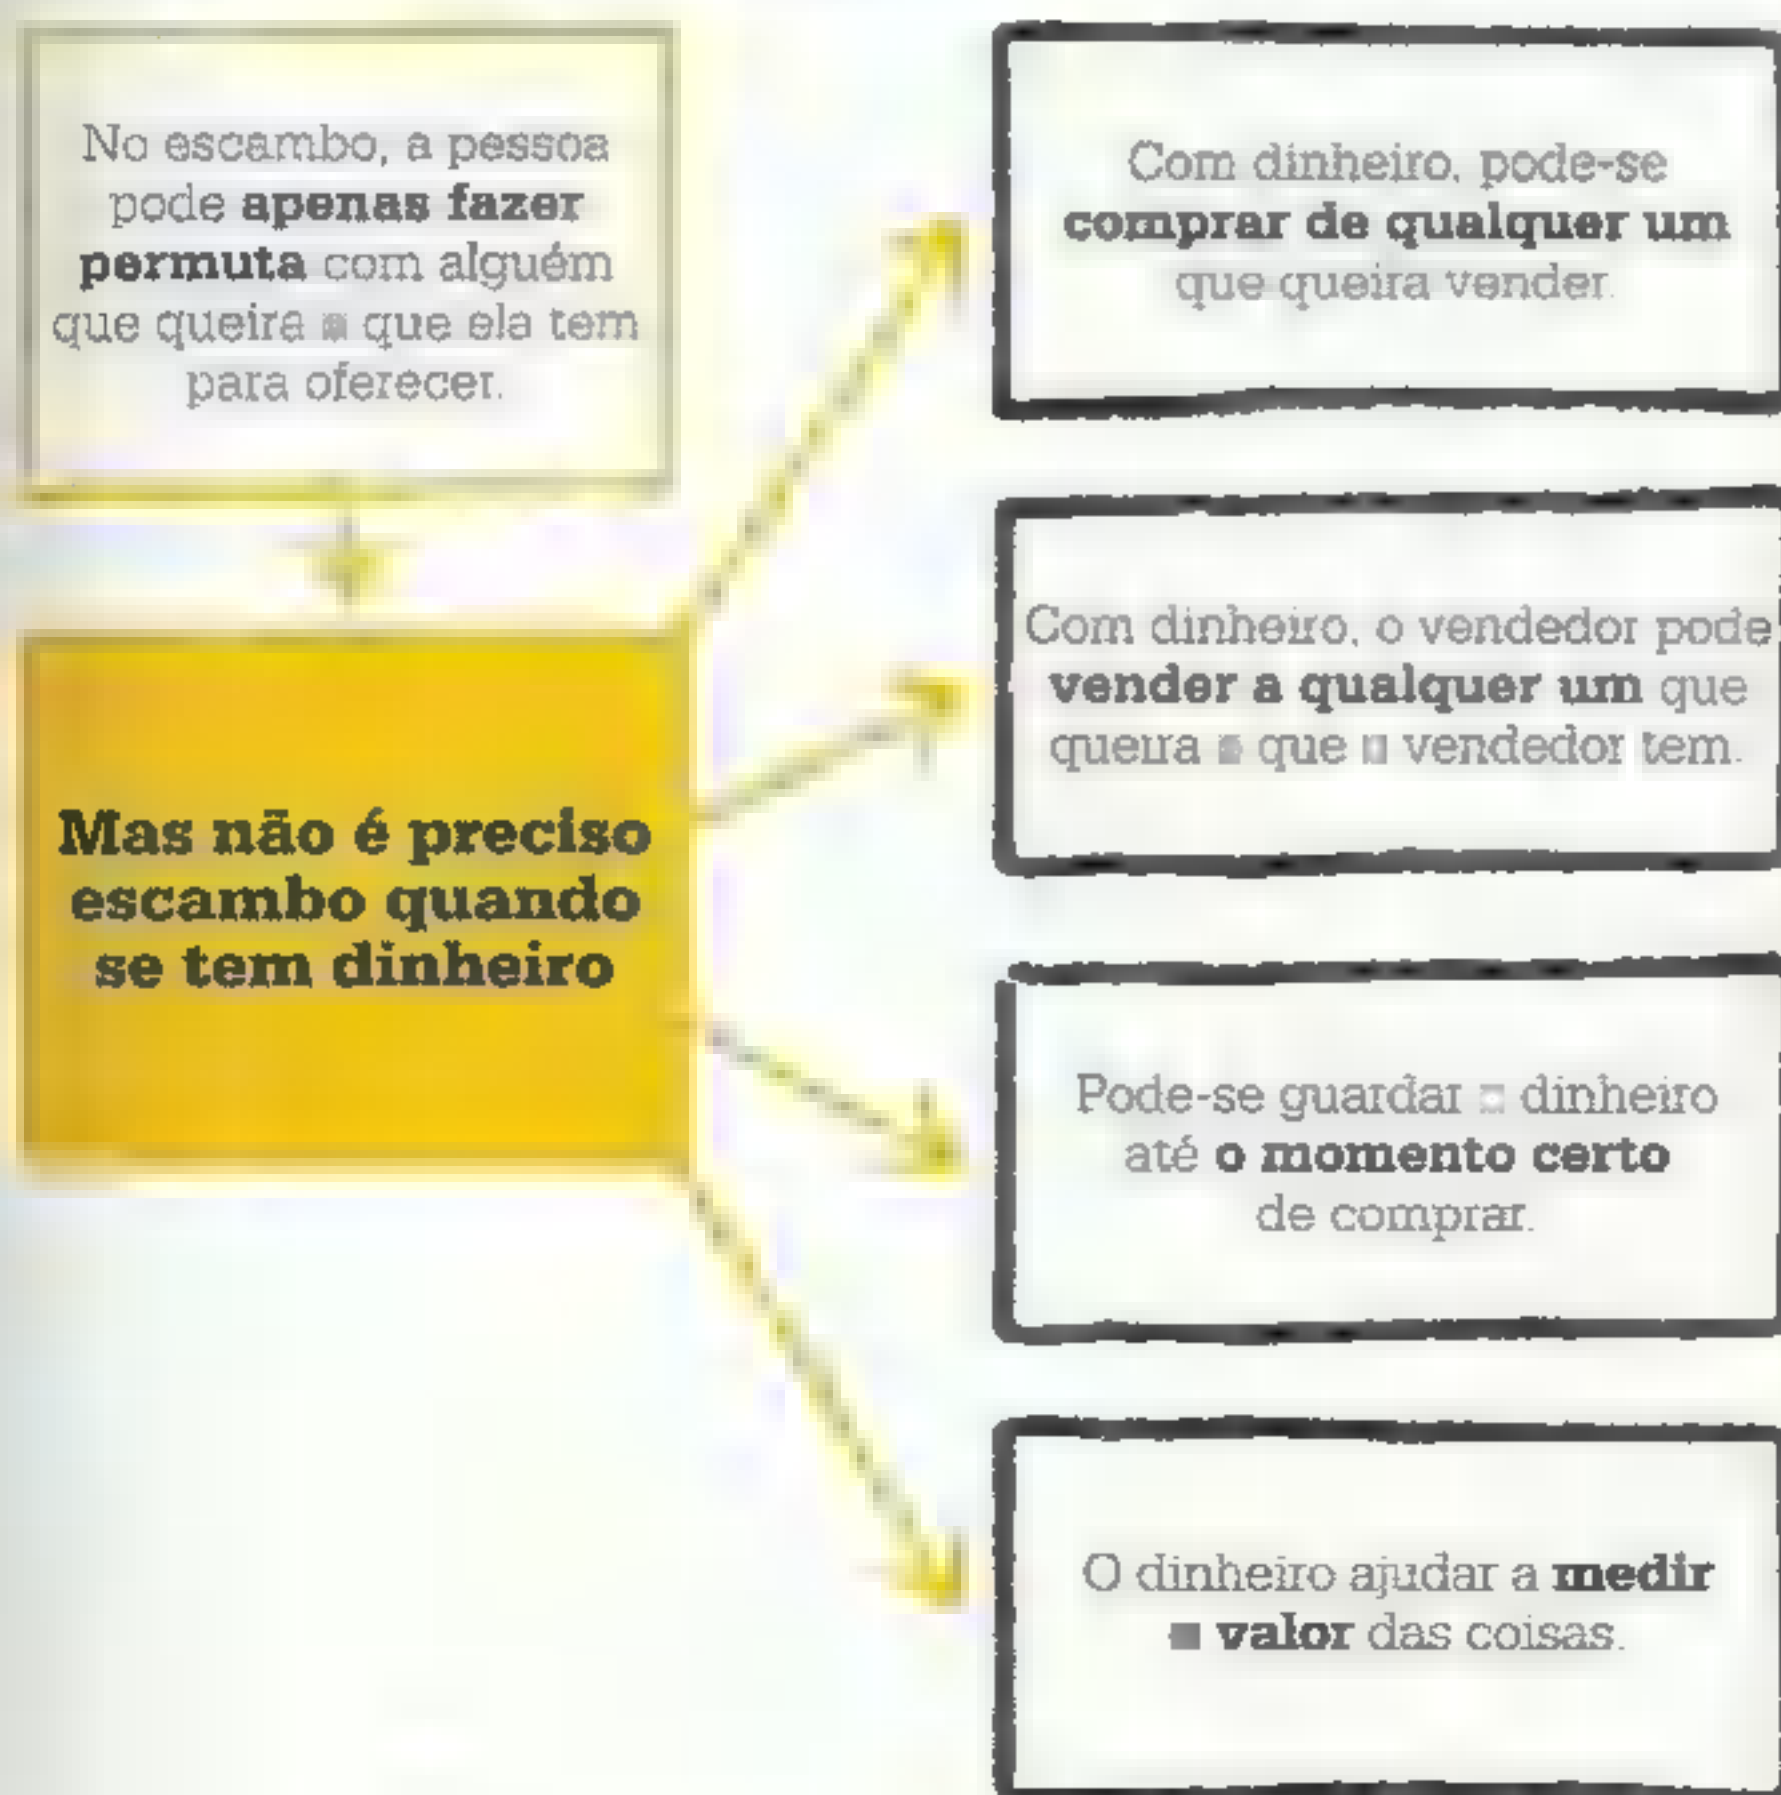 No escambo, a pessoa
pode apenas fazer
permuta com alguém
que queira que ela tem
para oferecer.
Mas não é preciso
escambo quando
se tem dinheiro
Com dinheiro, pode-se
comprar de qualquer um
que queira vender.
Com dinheiro, o vendedor pode
vender a qualquer um que
queira que vendedor tem.
Pode-se guardar dinheiro
até o momento certo
de comprar.
O dinheiro ajudar a medir
valor das coisas.